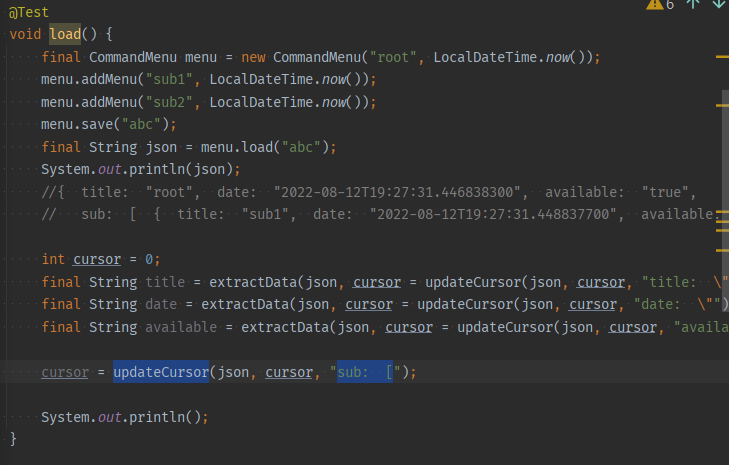 6
@Test
void load() {
final CommandMenu menu = new CommandMenu("root", LocalDateTime.now());
menu.addMenu("sub1", LocalDateTime.now());
menu.addMenu("sub2", LocalDateTime.now());
menu.save("abc");
final String json = menu.load("abc");
System.out.println(json);
//{  title:  "root",  date:  "2022-08-12T19:27:31.446838300",  available:  "true",
//   sub:  [  {  title:  "sub1",  date:  "2022-08-12T19:27:31.448837700",  available:
int cursor = 0;
final String title = extractData(json, cursor = updateCursor(json, cursor, "title:  \"
final String date = extractData(json, cursor = updateCursor(json, cursor, "date:  \"")
final String available = extractData(json, cursor = updateCursor(json, cursor, "availa
cursor = updateCursor(json, cursor, "sub:  [");
System.out.println();
}